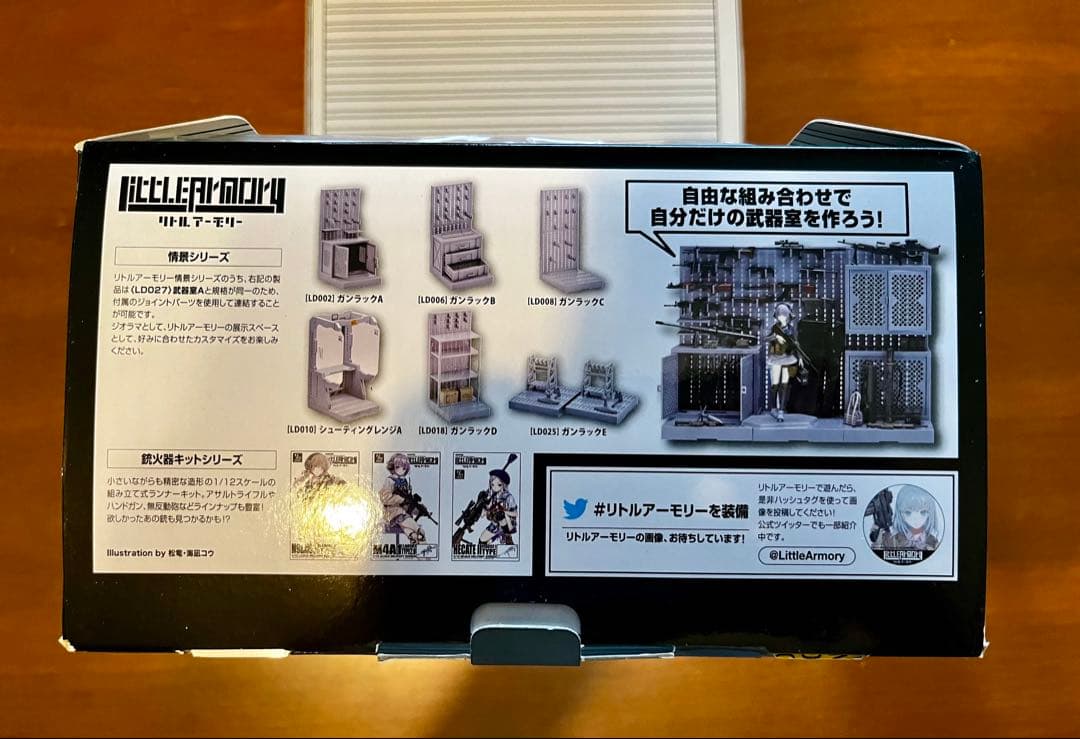 LITTLEARMORY
リトルアーモリー
情景シリーズ
リトルアーモリー情景シリーズのうち、右記の製
品は〈LD027〉武器室Aと規格が同一のため、
付属のジョイントパーツを使用して連結すること
が可能です。
ジオラマとして、リトルアーモリーの展示スペース
として、好みに合わせたカスタマイズをお楽しみ
ください。
[LD002] ガンラックA
[LD006] ガンラックB
[LD008] ガンラックC
[LD010] シューティングレンジA
[LD018] ガンラックD
[LD025] ガンラックE
自由な組み合わせで
自分だけの武器室を作ろう!
銃火器キットシリーズ
小さいながらも精密な造形の1/12スケールの
組み立て式ランナーキット。アサルトライフルや
ハンドガン、無反動砲などラインナップも豊富!
欲しかったあの銃も見つかるかも!?
Illustration by 松竜・海凪コウ
LITTLEARMORY
M4A1
LITTLEARMORY
HECATE II TYPE
#リトルアーモリーを装備
リトルアーモリーの画像、お待ちしています!
リトルアーモリーで遊んだら、
是非ハッシュタグを使って画
像を投稿してください!
公式ツイッターでも一部紹介
中です。
@LittleArmory
LITTLEARMORY